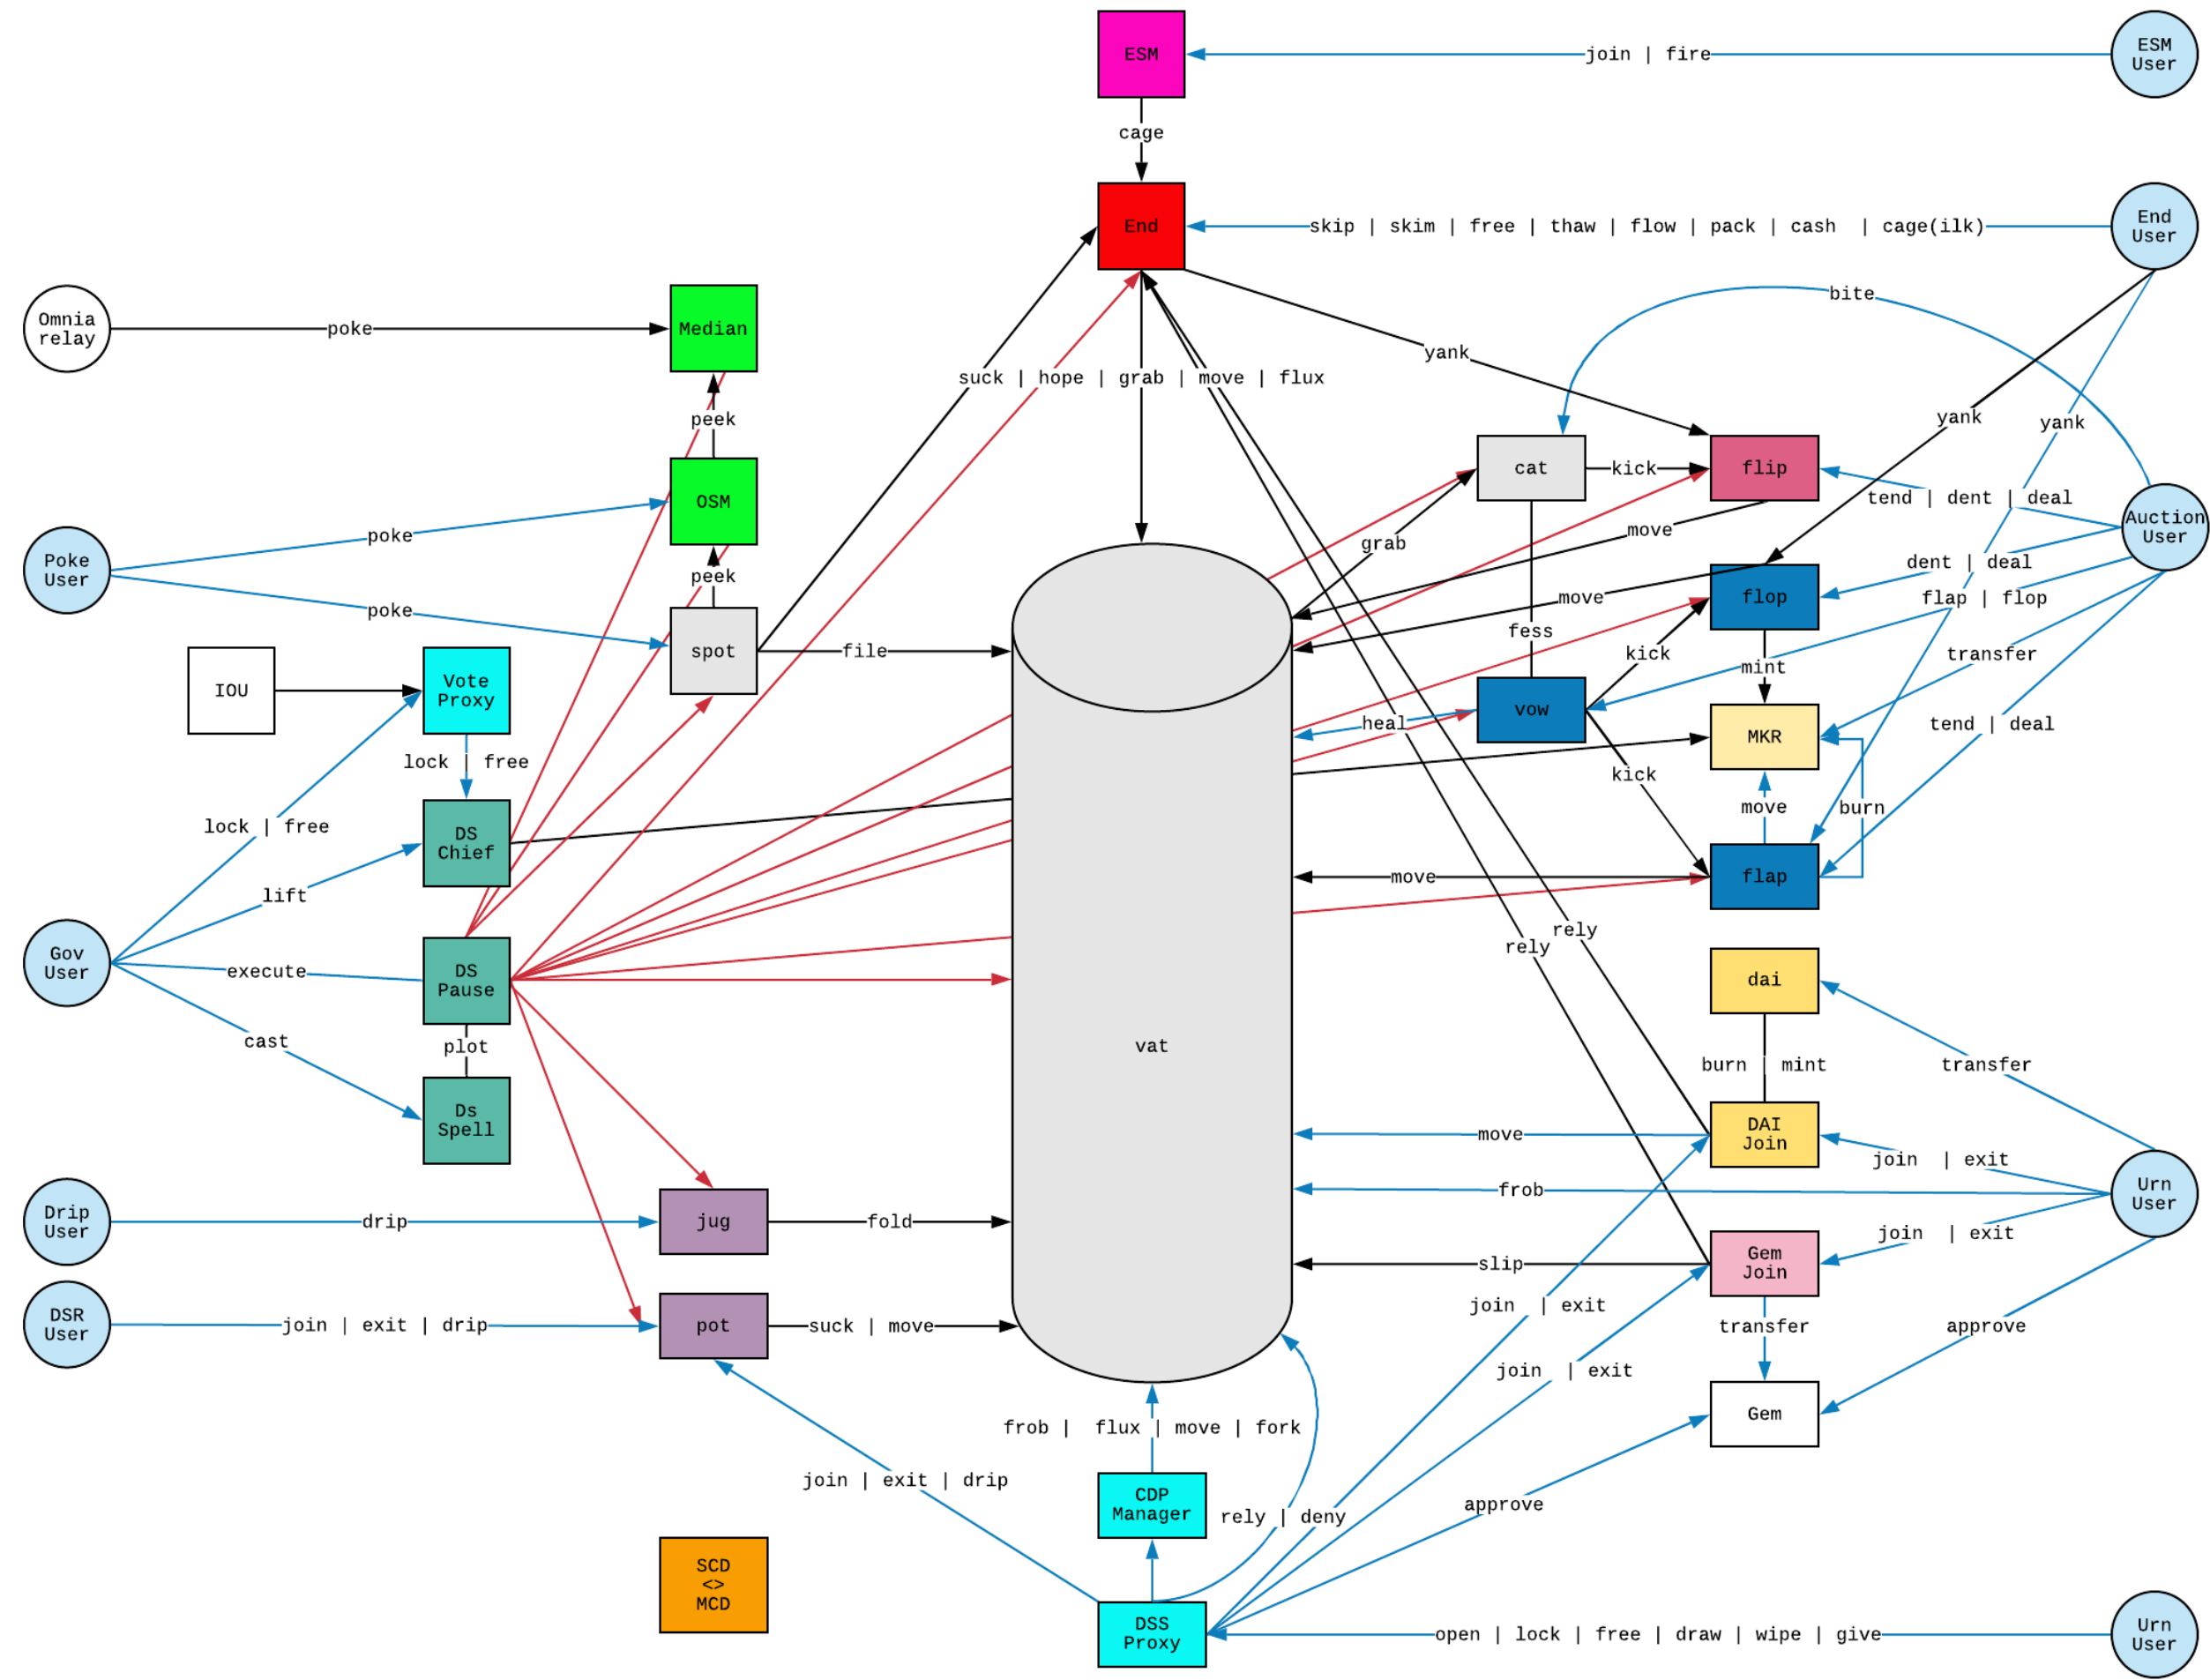 ESM
join | fire
ESM
User
cage
End
skip | skim | free | thaw | flow | pack | cash  | cage(ilk)
End
User
bite
Omnia
relay
poke
Median
yank
suck | hope | grab | move | flux
peek
yank
yank
cat
kick
flip
OSM
tend | dent | deal
Auction
User
poke
move
grab
Poke
User
peek
dent | deal
poke
move
flop
flap | flop
fess
spot
file
kick
transfer
mint
IOU
Vote
Proxy
vow
heal
MKR
tend | deal
lock | free
kick
move
burn
lock | free
DS
Chief
move
flap
lift
rely
rely
Gov
User
execute
DS
Pause
dai
cast
plot
vat
burn | mint
transfer
Ds
Spell
move
DAI
Join
join  | exit
frob
Urn
User
Drip
User
drip
jug
fold
join  | exit
slip
Gem
Join
join  | exit
DSR
User
join | exit | drip
pot
suck | move
transfer
approve
join  | exit
Gem
frob |  flux | move | fork
join | exit | drip
CDP
Manager
approve
rely | deny
SCD
<>
MCD
DSS
Proxy
open | lock | free | draw | wipe | give
Urn
User